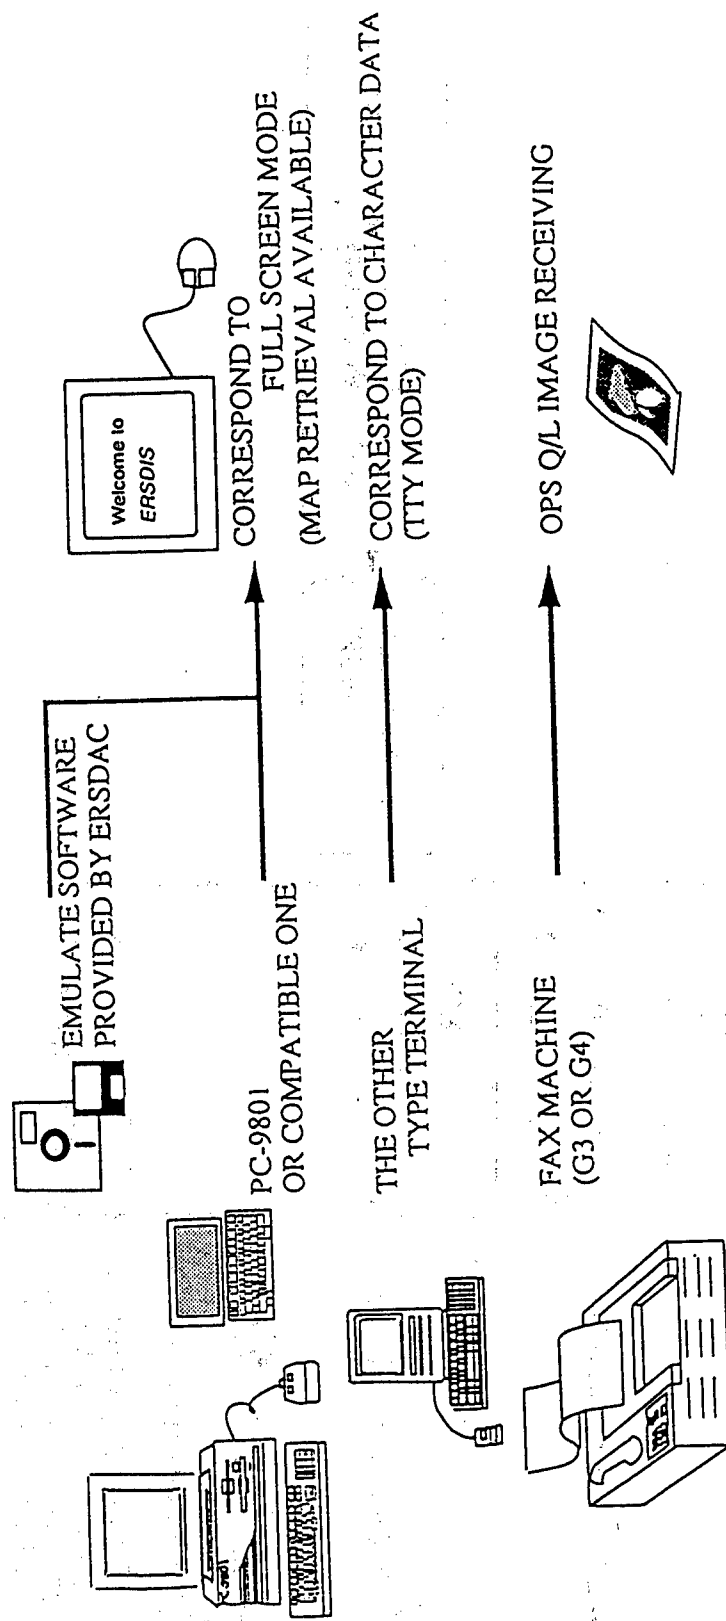 EMULATE SOFTWARE
PROVIDED BY ERSDAC
Welcome to
ERSDIS
PC-9801
OR COMPATIBLE ONE
CORRESPOND TO
FULL SCREEN MODE
(MAP RETRIEVAL AVAILABLE)
THE OTHER
TYPE TERMINAL
CORRESPOND TO CHARACTER DATA
(TTY MODE)
FAX MACHINE
(G3 OR G4)
OPS Q/L IMAGE RECEIVING